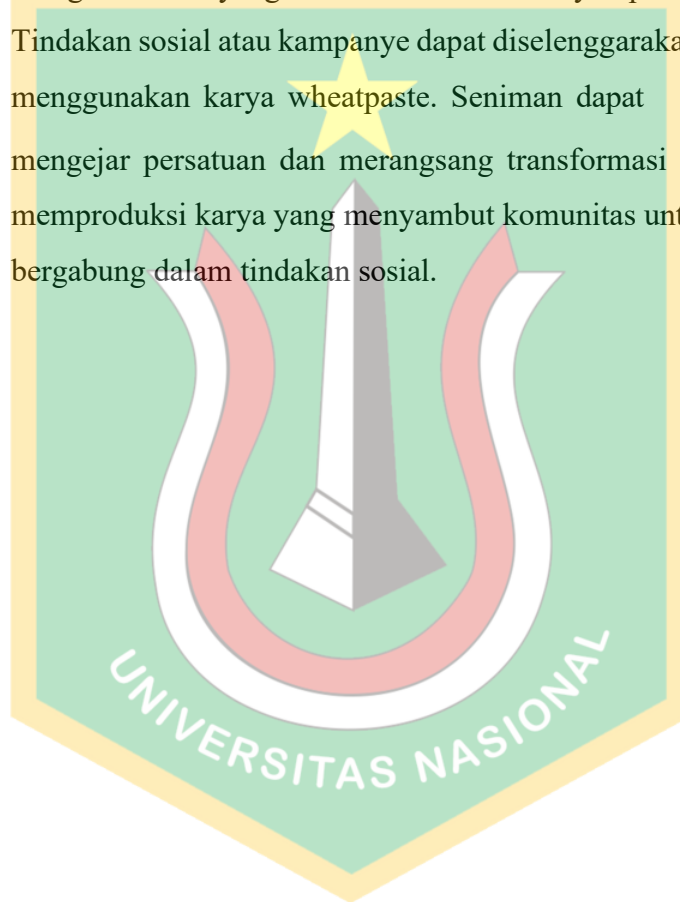 Tindakan sosial atau kampanye dapat diselenggaraka
menggunakan karya wheatpaste. Seniman dapat
mengejar persatuan dan merangsang transformasi
memproduksi karya yang menyambut komunitas unt
bergabung dalam tindakan sosial.
UNIVERSITAS NASIONAL